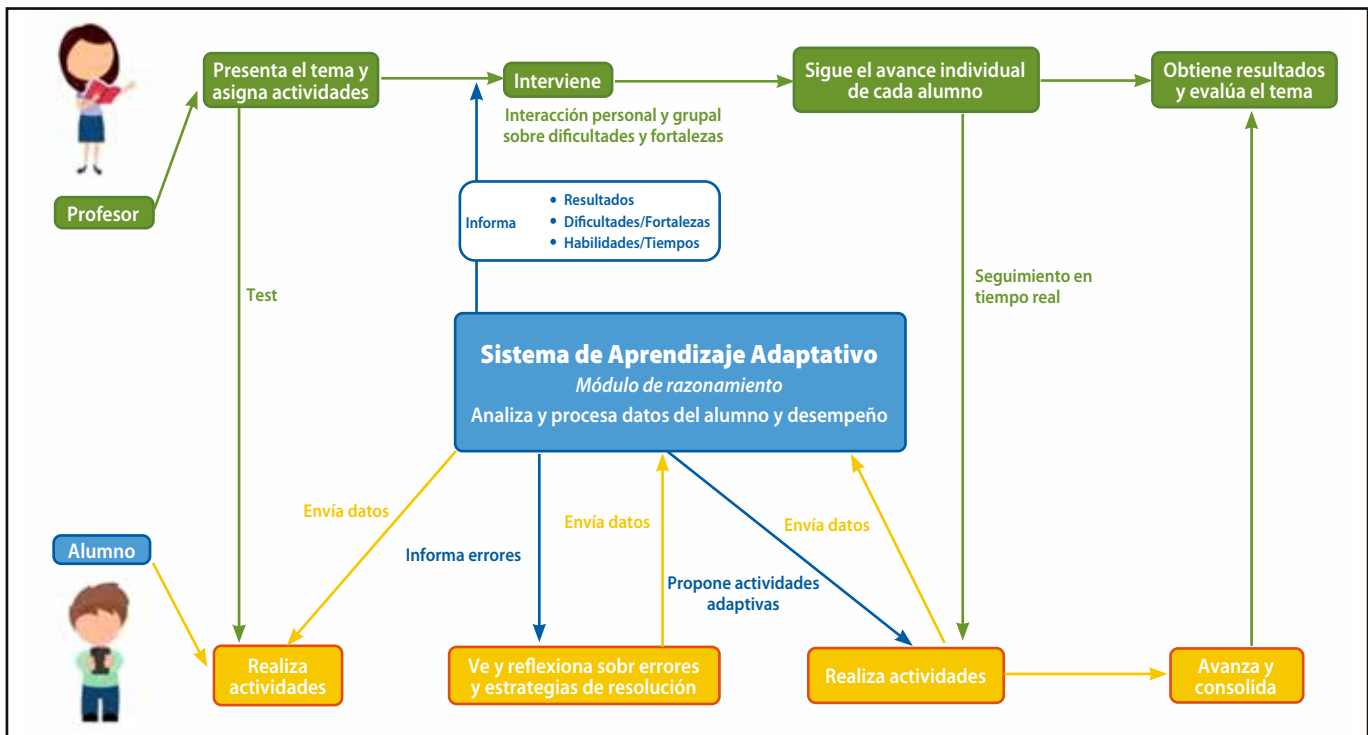 Presenta el tema y
asigna actividades
Interviene
Sigue el avance individual
de cada alumno
Obtiene resultados
y evalúa el tema
Interacción personal y grupal
sobre dificultades y fortalezas
Profesor
Informa
• Resultados
• Dificultades/Fortalezas
• Habilidades/Tiempos
Test
Seguimiento en
tiempo real
Sistema de Aprendizaje Adaptativo
Módulo de razonamiento
Analiza y procesa datos del alumno y desempeño
Envía datos
Informa errores
Envía datos
Propone actividades
adaptivas
Envía datos
Alumno
Realiza
actividades
Ve y reflexiona sobr errores
y estrategias de resolución
Realiza actividades
Avanza y
consolida